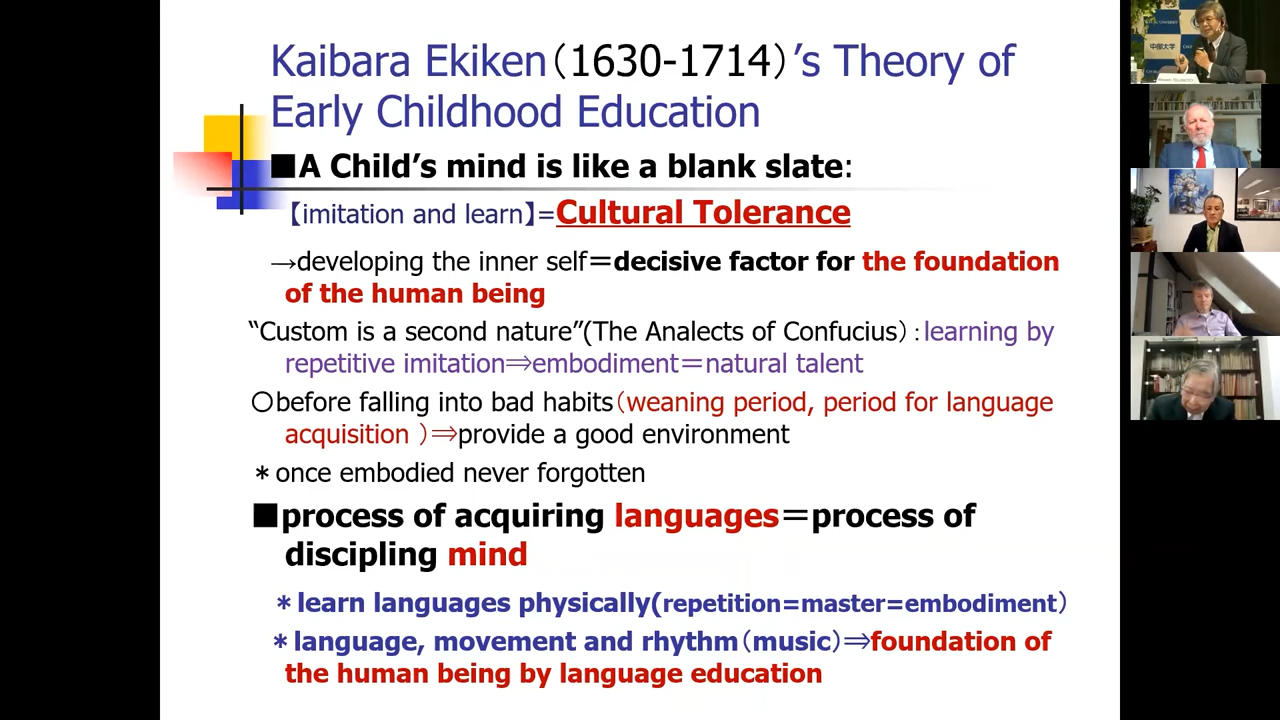 Kaibara Ekiken（1630-1714）’s Theory of
Early Childhood Education
■A Child’s mind is like a blank slate:
【imitation and learn】=Cultural Tolerance
→developing the inner self＝decisive factor for the foundation
of the human being
“Custom is a second nature”(The Analects of Confucius）：learning by
repetitive imitation⇒embodiment＝natural talent
○before falling into bad habits（weaning period, period for language
acquisition ）⇒provide a good environment
＊once embodied never forgotten
■process of acquiring languages＝process of
discipling mind
＊learn languages physically(repetition=master=embodiment）
＊language, movement and rhythm（music）⇒foundation of
the human being by language education
中部大学